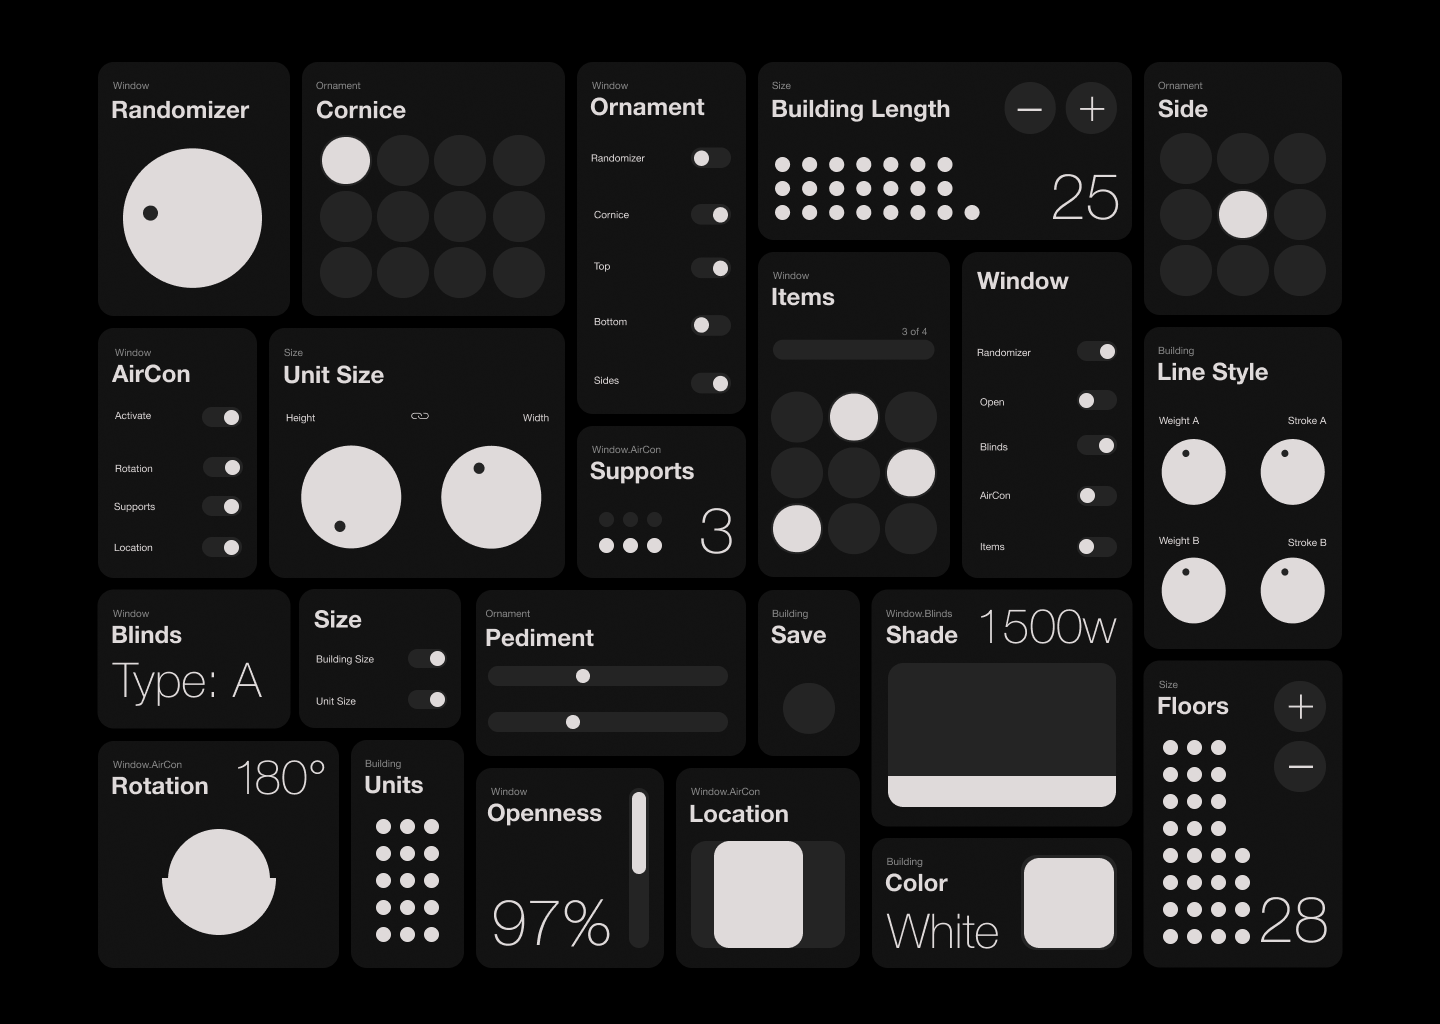 Window
Randomizer
Ornament
Cornice
Window
Ornament
Randomizer
Cornice
Top
Bottom
Sides
Size
Building Length
25
Ornament
Side
Window
AirCon
Activate
Rotation
Supports
Location
Size
Unit Size
Height
Width
Window.AirCon
Supports
3
Window
Items
3 of 4
Window
Randomizer
Open
Blinds
AirCon
Items
Building
Line Style
Weight A
Stroke A
Weight B
Stroke B
Window
Blinds
Type: A
Size
Building Size
Unit Size
Ornament
Pediment
Building
Save
Window.Blinds
Shade
1500w
Size
Floors
28
Window.AirCon
Rotation
180°
Building
Units
Window
Openness
97%
Window.AirCon
Location
Building
Color
White